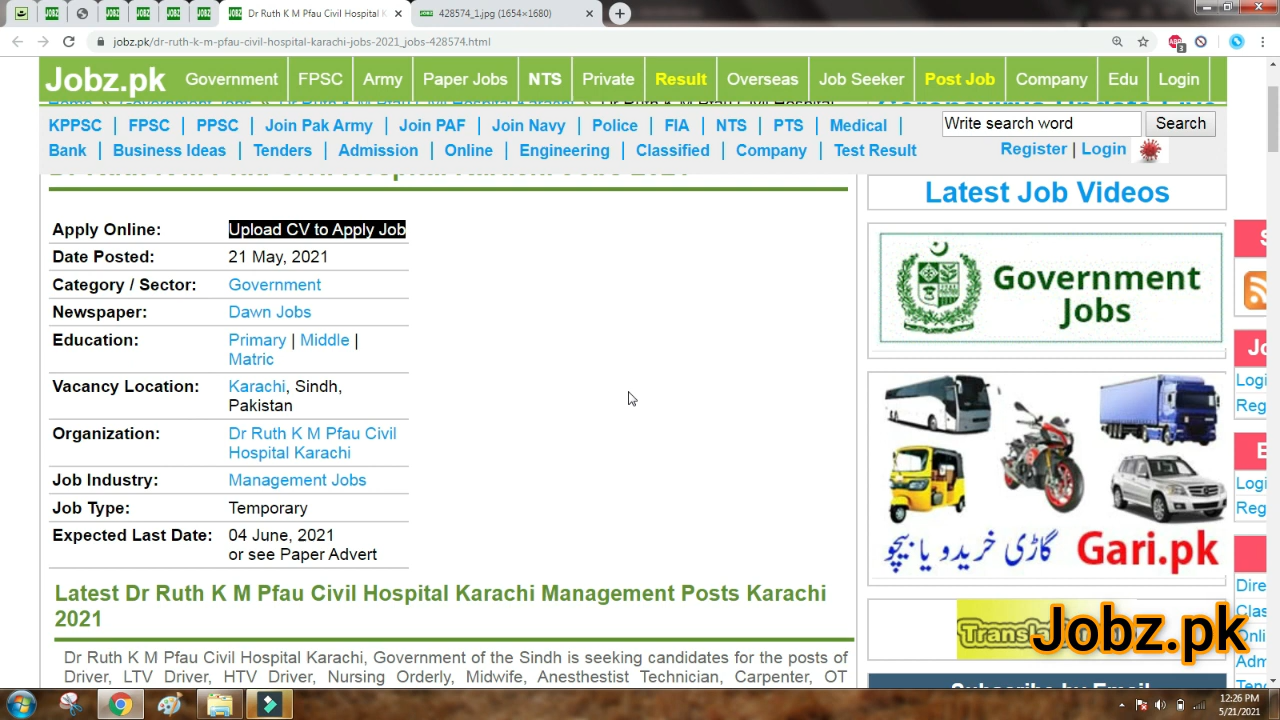 Dr Ruth K M Pfau Civil Hospital K
428574_1.jpg (1654×1680)
jobz.pk/dr-ruth-k-m-pfau-civil-hospital-karachi-jobs-2021_jobs-428574.html
Jobz.pk Government FPSC Army Paper Jobs NTS Private Result Overseas Job Seeker Post Job Company Edu Login
KPPSC | FPSC | PPSC | Join Pak Army | Join PAF | Join Navy | Police | FIA | NTS | PTS | Medical |
Write search word Search
Bank | Business Ideas | Tenders | Admission | Online | Engineering | Classified | Company | Test Result
Register | Login
Latest Job Videos
Apply Online: Upload CV to Apply Job
Date Posted: 21 May, 2021
Category / Sector: Government
Newspaper: Dawn Jobs
Education: Primary | Middle |
Matric
Vacancy Location: Karachi, Sindh,
Pakistan
Organization: Dr Ruth K M Pfau Civil
Hospital Karachi
Job Industry: Management Jobs
Job Type: Temporary
Expected Last Date: 04 June, 2021
or see Paper Advert
Latest Dr Ruth K M Pfau Civil Hospital Karachi Management Posts Karachi
2021
Dr Ruth K M Pfau Civil Hospital Karachi, Government of the Sindh is seeking candidates for the posts of
Driver, LTV Driver, HTV Driver, Nursing Orderly, Midwife, Anesthestist Technician, Carpenter, OT
Government
Jobs
گاڑی خریدو یا بیچو Gari.pk
Jobz.pk
Subscribe by Email
12:26 PM
5/21/2021